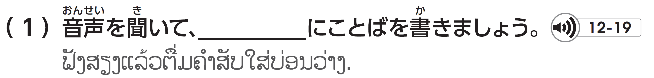 (1) 音声を聞いて、＿＿＿＿＿にことばを書きましょう。 12-19
ຟັງສຽງແລ້ວຕື່ມຄຳສັບໃສ່ບ່ອນວ່າງ.